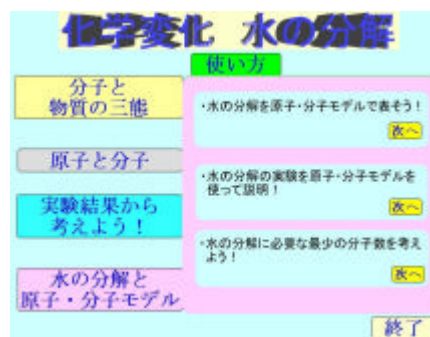 化学変化 水の分解
使い方
分子と
物質の三態
原子と分子
実験結果から
考えよう！
水の分解と
原子・分子モデル
・水の分解を原子・分子モデルで表そう！
次へ
・水の分解の実験を原子・分子モデルを
使って説明！
次へ
・水の分解に必要な最少の分子数を考え
よう！
次へ
終了